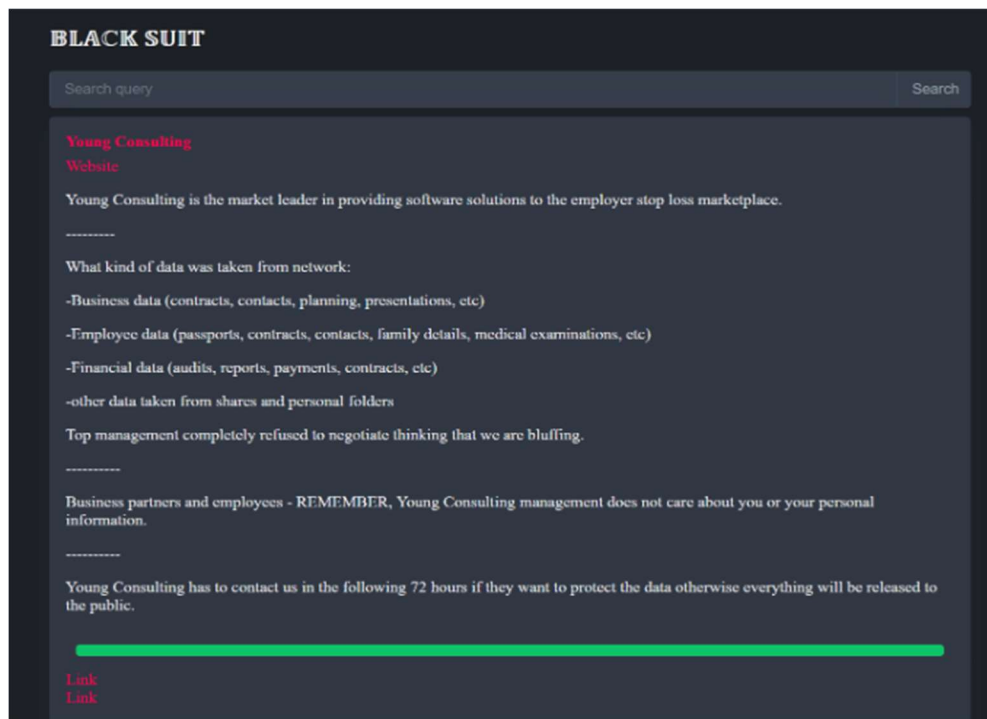 BLACK SUIT
Search query
Search
Young Consulting
Website
Young Consulting is the market leader in providing software solutions to the employer stop loss marketplace.
---------
What kind of data was taken from network:
-Business data (contracts, contacts, planning, presentations, etc)
-Employee data (passports, contracts, contacts, family details, medical examinations, etc)
-Financial data (audits, reports, payments, contracts, etc)
-other data taken from shares and personal folders
Top management completely refused to negotiate thinking that we are bluffing.
----------
Business partners and employees - REMEMBER, Young Consulting management does not care about you or your personal
information.
----------
Young Consulting has to contact us in the following 72 hours if they want to protect the data otherwise everything will be released to
the public.
Link
Link